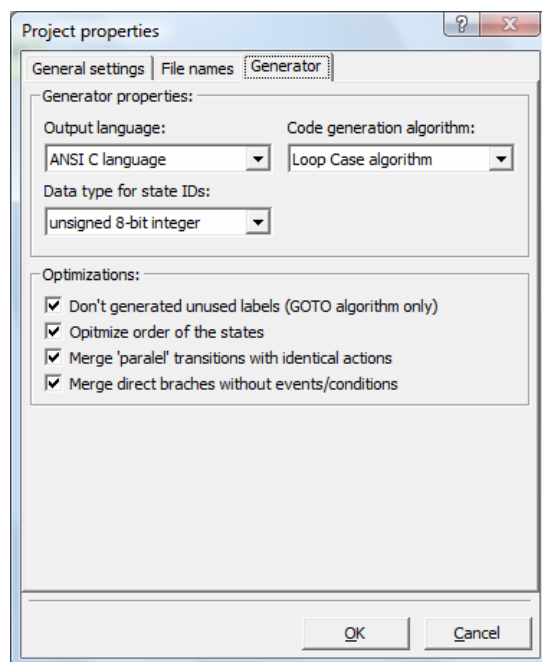 Project properties
General settings File names Generator
Generator properties:
Output language: Code generation algorithm:
ANSI C language Loop Case algorithm
Data type for state IDs:
unsigned 8-bit integer
Optimizations:
Don't generated unused labels (GOTO algorithm only)
Opitmize order of the states
Merge 'paralel' transitions with identical actions
Merge direct braches without events/conditions
OK Cancel